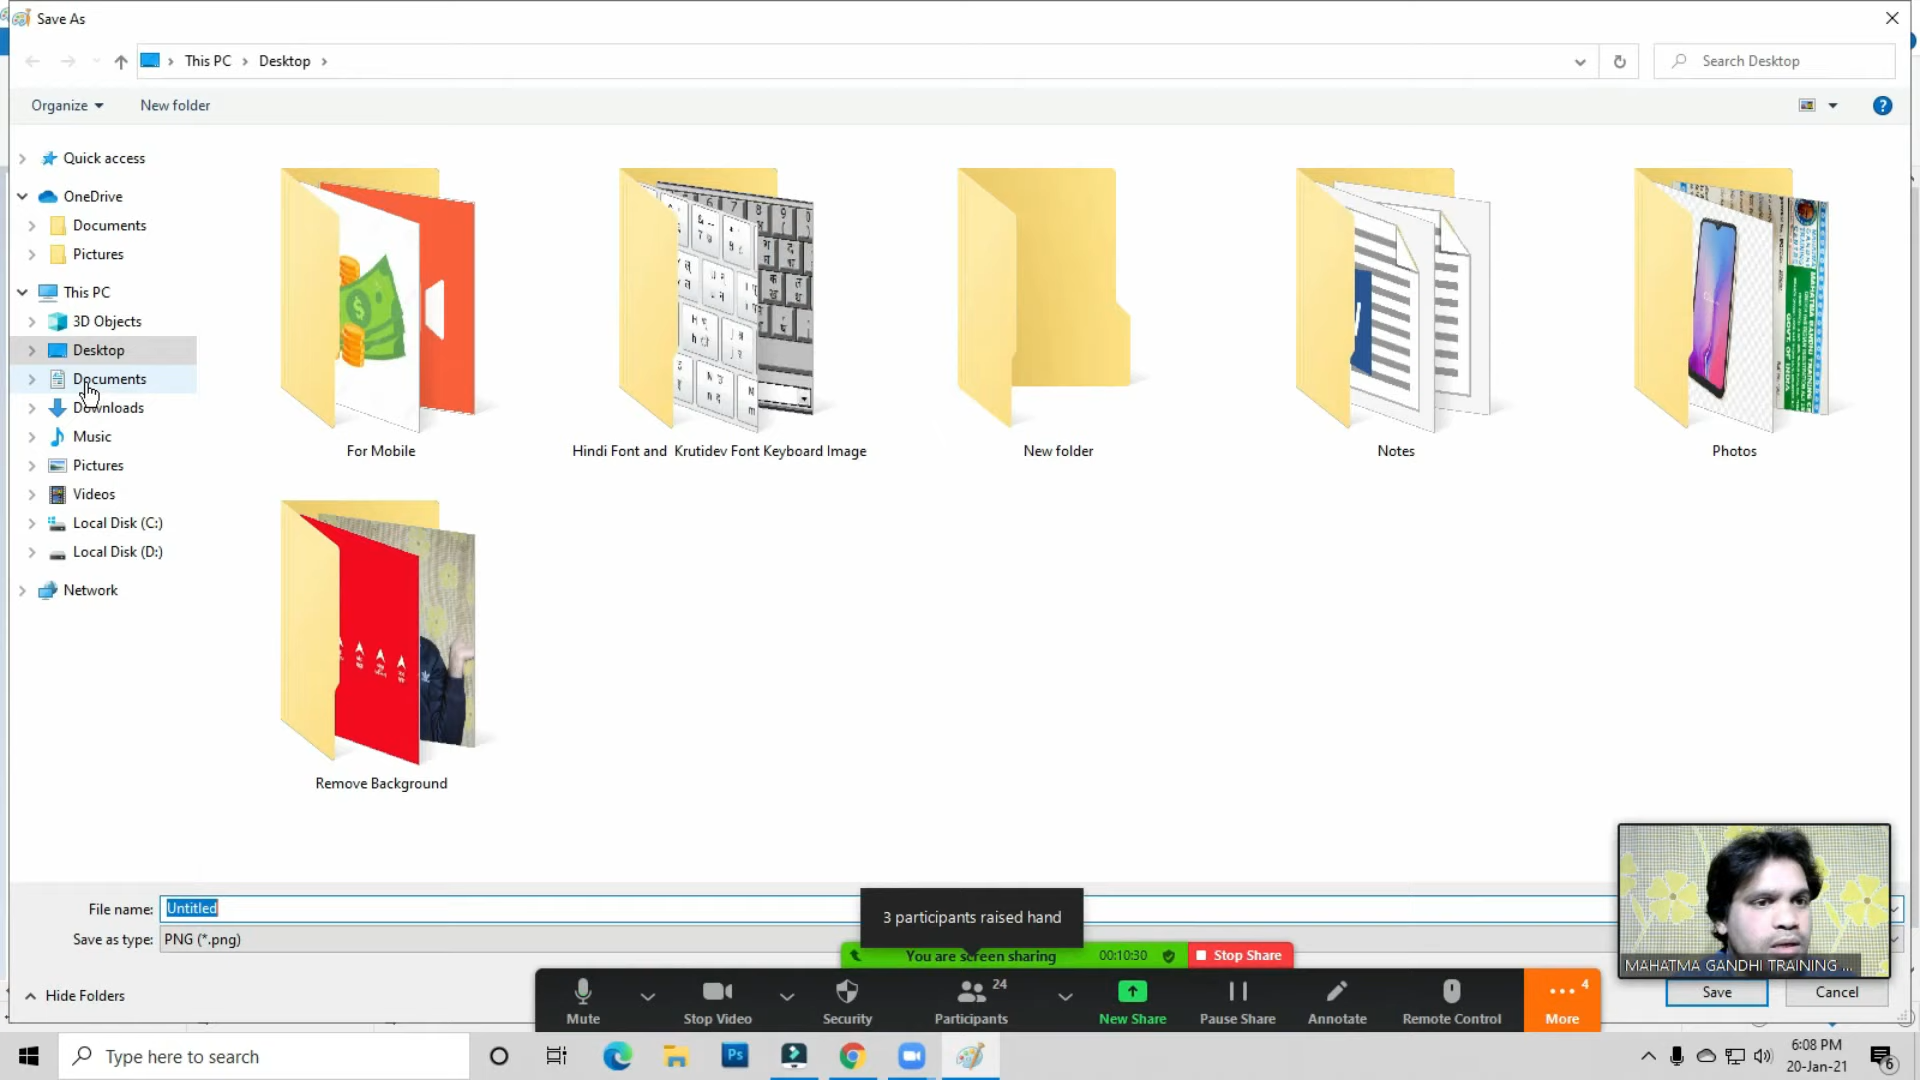 Save As
This PC
Desktop
Search Desktop
Organize
New folder
Quick access
OneDrive
Documents
Pictures
This PC
3D Objects
Desktop
Documents
Downloads
Music
Pictures
Videos
Local Disk (C:)
Local Disk (D:)
Network
For Mobile
Hindi Font and Krutidev Font Keyboard Image
New folder
Notes
Photos
Remove Background
File name: Untitled
Save as type: PNG (*.png)
Hide Folders
3 participants raised hand
You are screen sharing 00:10:30 Stop Share
Mute
Stop Video
Security
24
Participants
New Share
Pause Share
Annotate
Remote Control
4
More
MAHATMA GANDHI TRAINING ...
Save
Cancel
Type here to search
Ps
6:08 PM
20-Jan-21
6